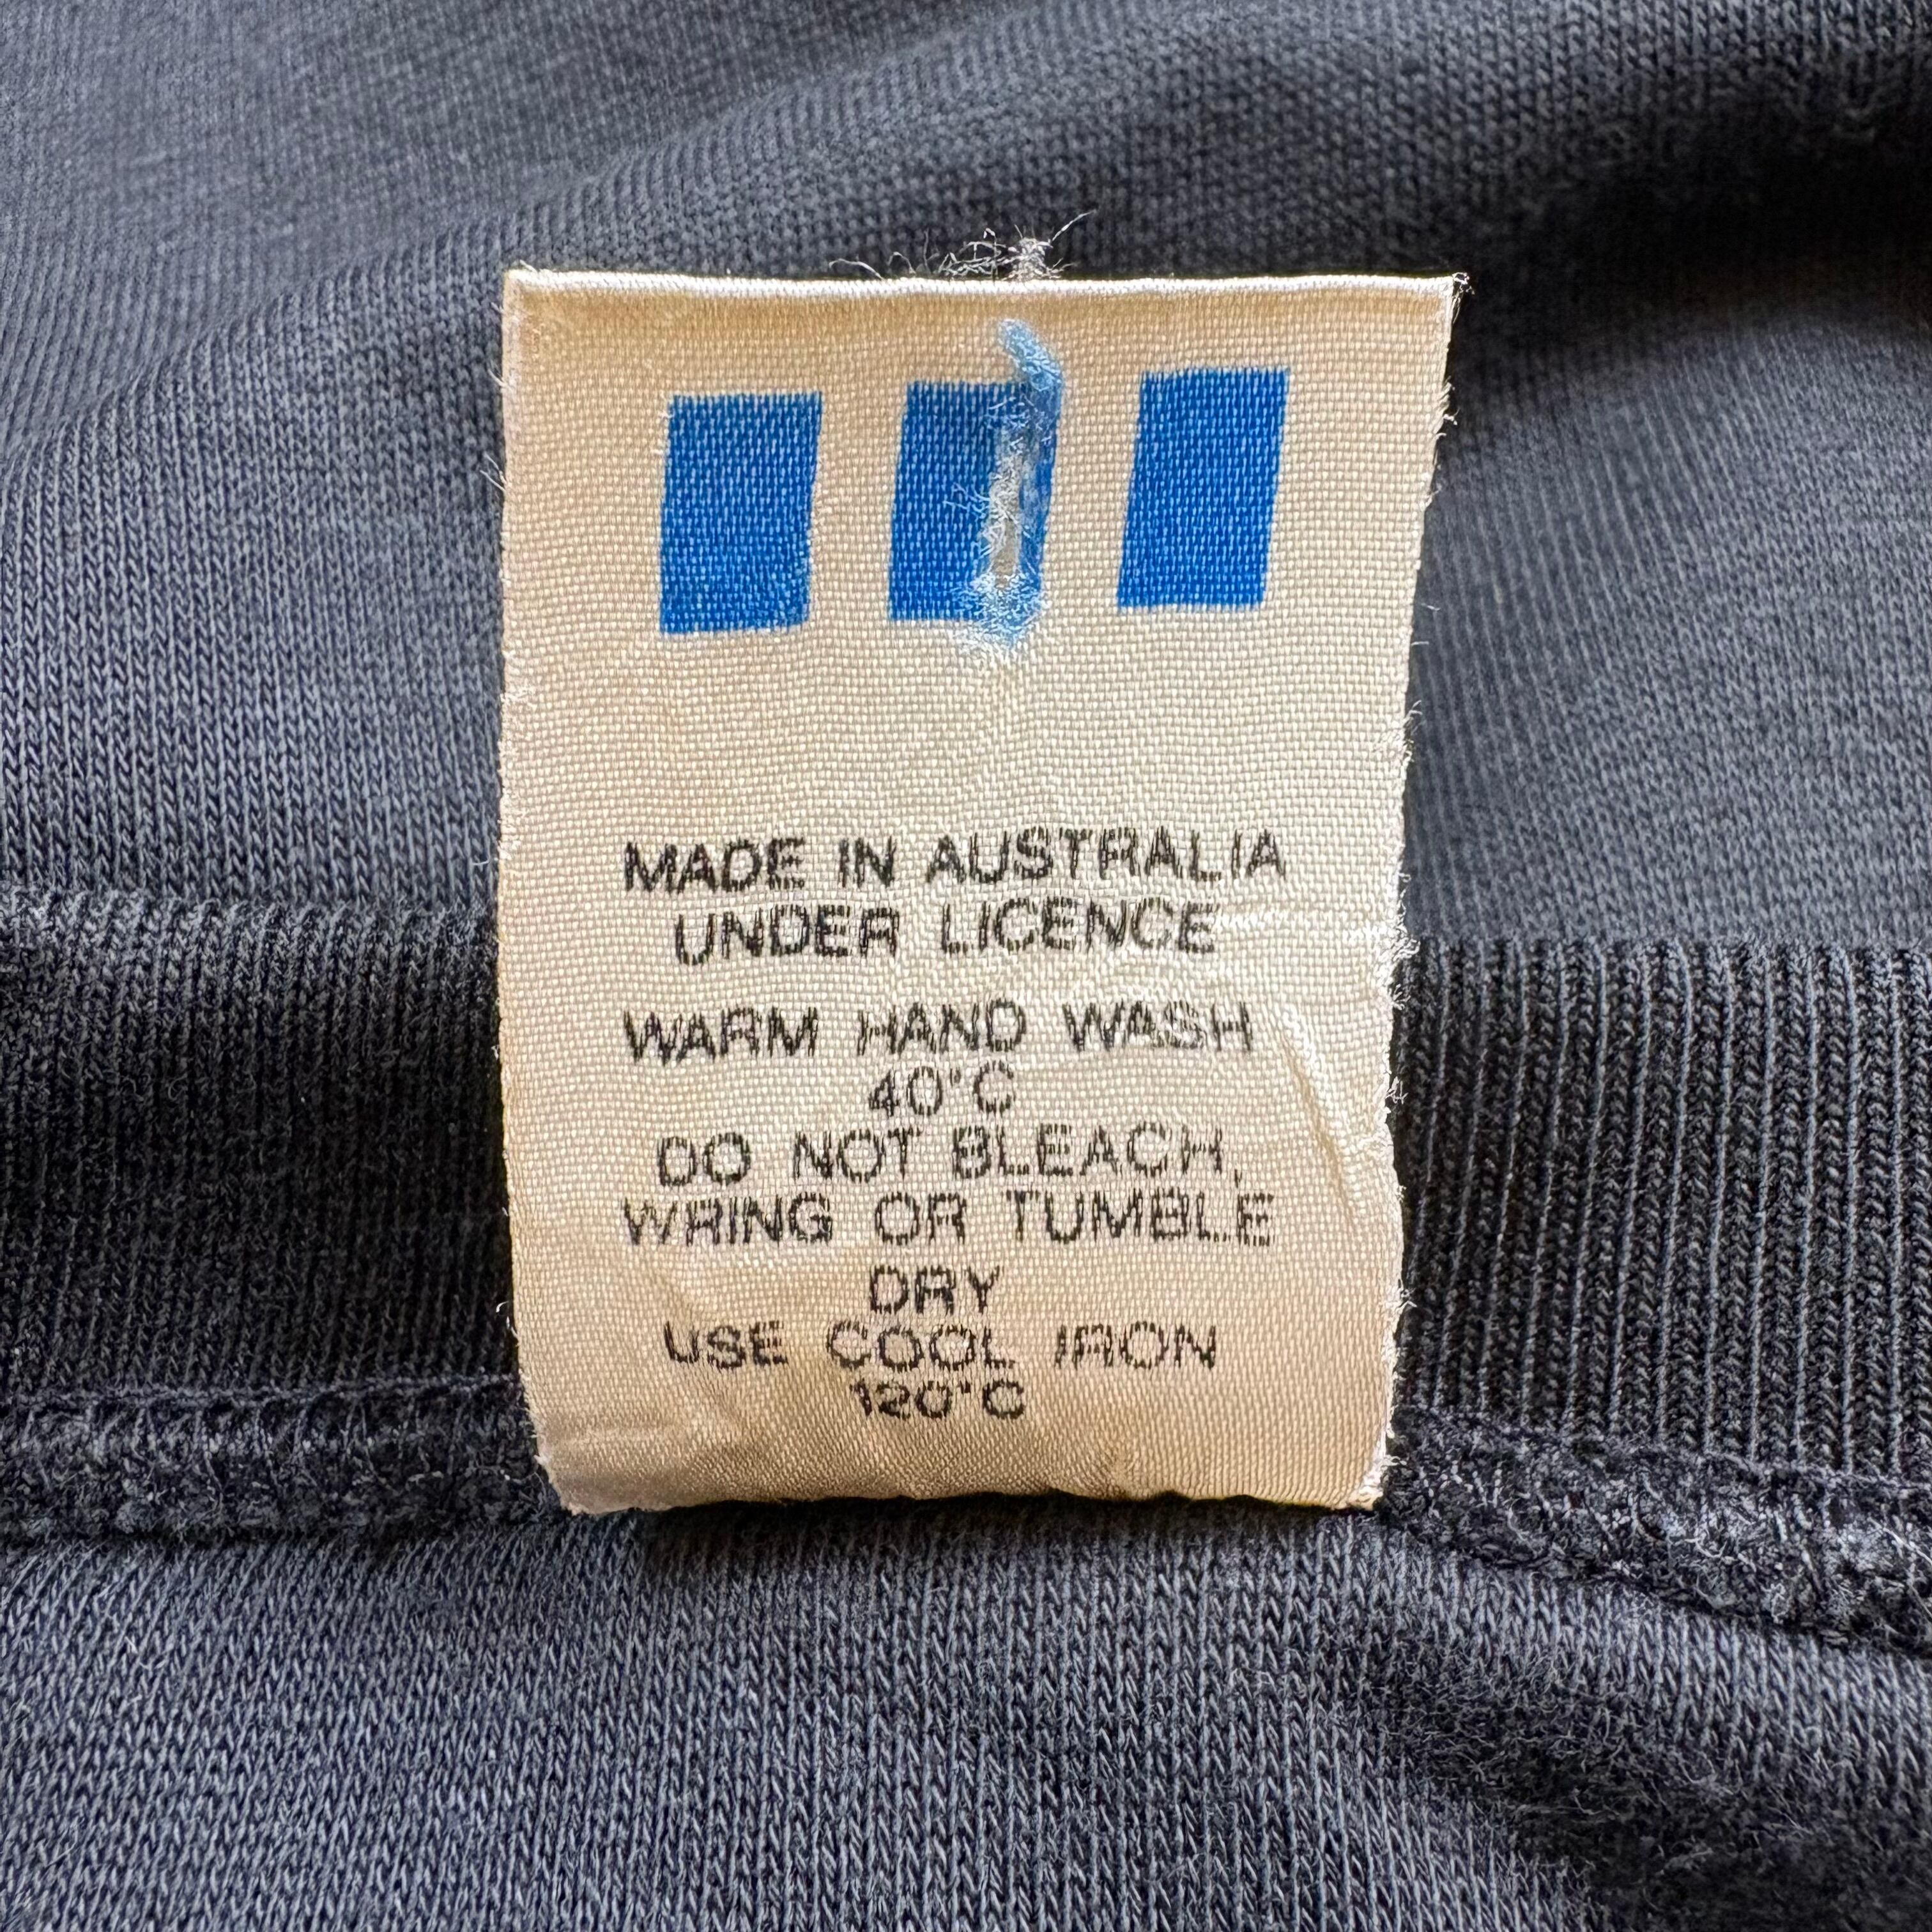 MADE IN AUSTRALIA
UNDER LICENCE
WARM HAND WASH
40°C
DO NOT BLEACH,
WRING OR TUMBLE
DRY
USE COOL IRON
120°C